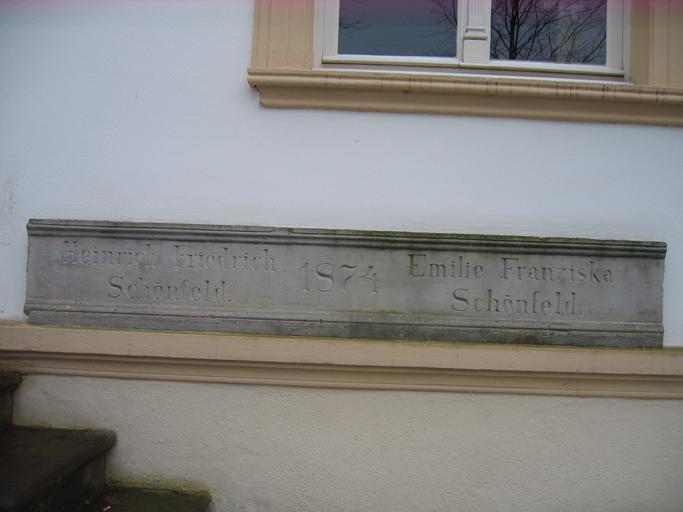 Heinrich Friedrich
Schönfeld.
1874
Emilie Franziska
Schönfeld.